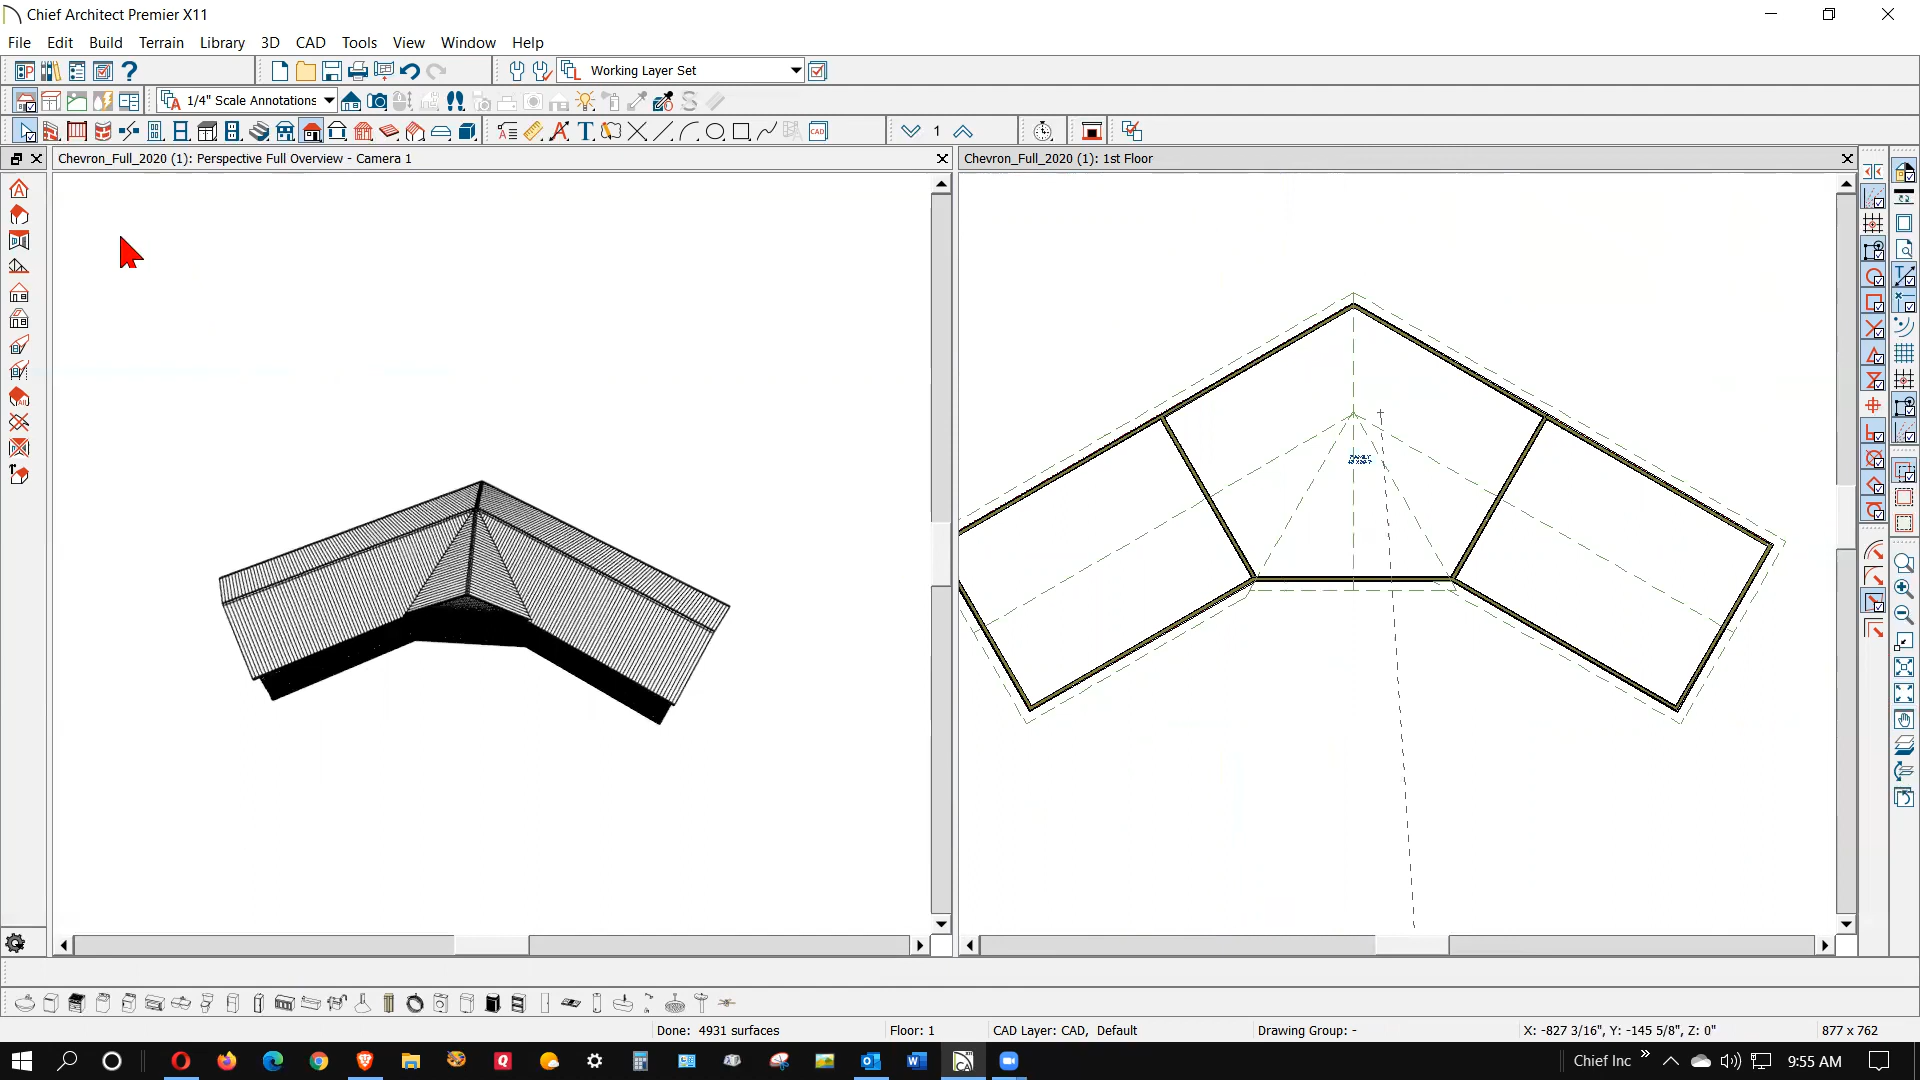 Chief Architect Premier X11
File Edit Build Terrain Library 3D CAD Tools View Window Help
Working Layer Set
1/4" Scale Annotations
1
Chevron_Full_2020 (1): Perspective Full Overview - Camera 1
Chevron_Full_2020 (1): 1st Floor
Done: 4931 surfaces
Floor: 1
CAD Layer: CAD, Default
Drawing Group: -
X: -827 3/16", Y: -145 5/8", Z: 0"
877 x 762
Chief Inc
9:55 AM